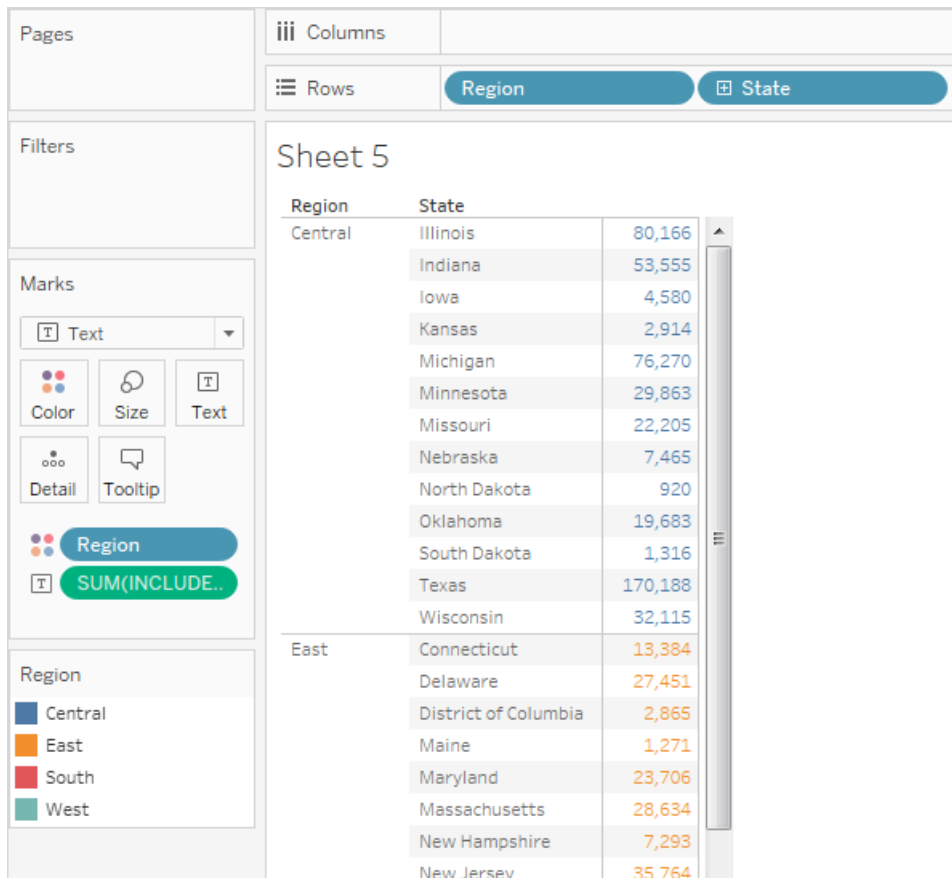 Pages
Columns
Rows
Region
State
Filters
Marks
Text
Color
Size
Text
Detail
Tooltip
Region
SUM(INCLUDE..
Region
Central
East
South
West
Sheet 5
Region State
Central Illinois 80,166
Indiana 53,555
Iowa 4,580
Kansas 2,914
Michigan 76,270
Minnesota 29,863
Missouri 22,205
Nebraska 7,465
North Dakota 920
Oklahoma 19,683
South Dakota 1,316
Texas 170,188
Wisconsin 32,115
East Connecticut 13,384
Delaware 27,451
District of Columbia 2,865
Maine 1,271
Maryland 23,706
Massachusetts 28,634
New Hampshire 7,293
New Jersey 35,764